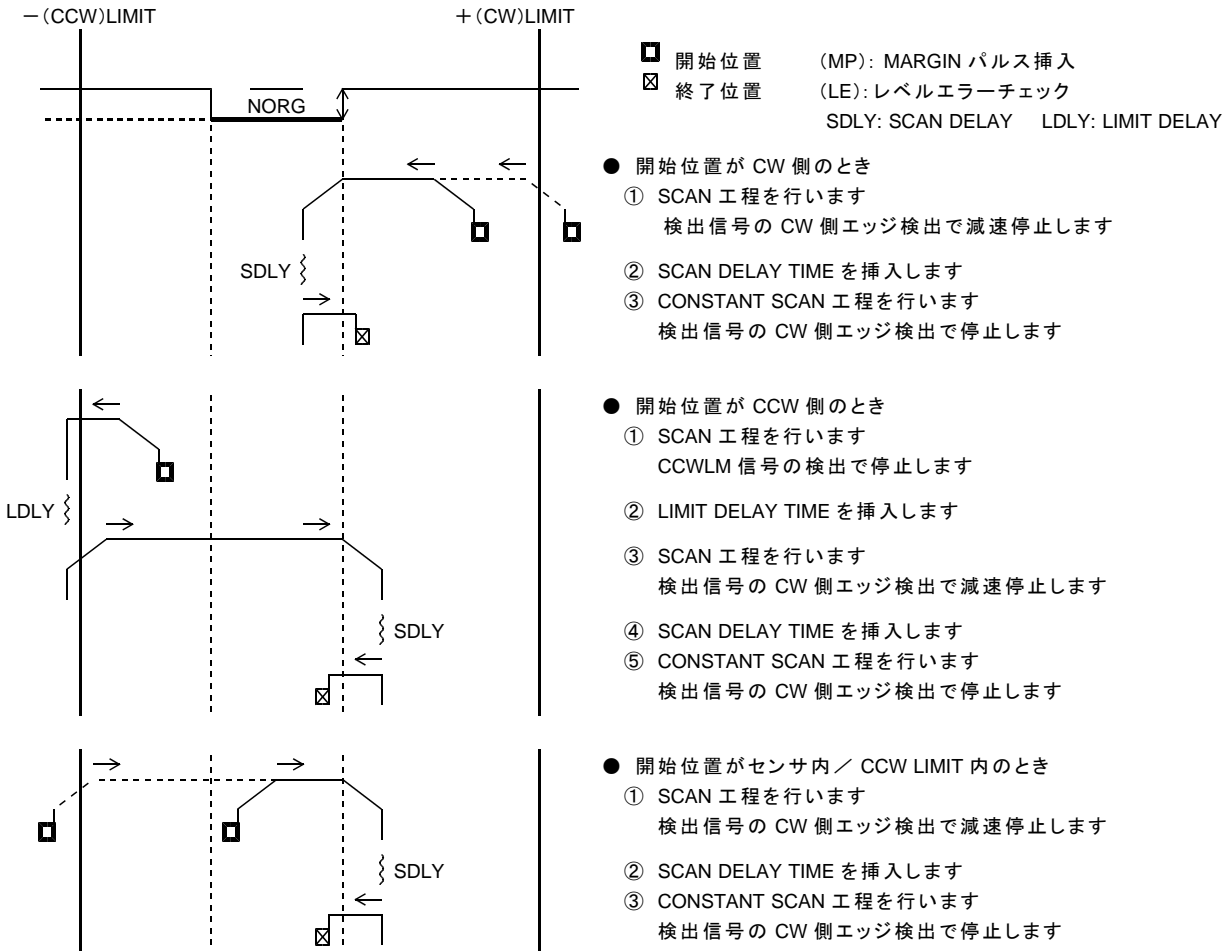 －(CCW)LIMIT
＋(CW)LIMIT
NORG
SDLY
開始位置 (MP): MARGIN パルス挿入
終了位置 (LE):レベルエラーチェック
SDLY: SCAN DELAY LDLY: LIMIT DELAY
● 開始位置が CW 側のとき
① SCAN 工程を行います
検出信号の CW 側エッジ検出で減速停止します
② SCAN DELAY TIME を挿入します
③ CONSTANT SCAN 工程を行います
検出信号の CW 側エッジ検出で停止します
LDLY
SDLY
● 開始位置が CCW 側のとき
① SCAN 工程を行います
CCWLM 信号の検出で停止します
② LIMIT DELAY TIME を挿入します
③ SCAN 工程を行います
検出信号の CW 側エッジ検出で減速停止します
④ SCAN DELAY TIME を挿入します
⑤ CONSTANT SCAN 工程を行います
検出信号の CW 側エッジ検出で停止します
SDLY
● 開始位置がセンサ内／ CCW LIMIT 内のとき
① SCAN 工程を行います
検出信号の CW 側エッジ検出で減速停止します
② SCAN DELAY TIME を挿入します
③ CONSTANT SCAN 工程を行います
検出信号の CW 側エッジ検出で停止します